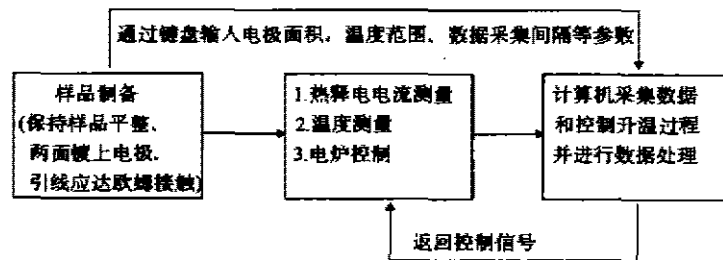 通过键盘输入电极面积，温度范围、数据采集间隔等参数
样品制备
(保持样品平整、
两面镀上电极.
引线应达欧姆接触)
1.热释电电流测量
2.温度测量
3.电炉控制
计算机采集数据
和控制升温过程
并进行数据处理
返回控制信号